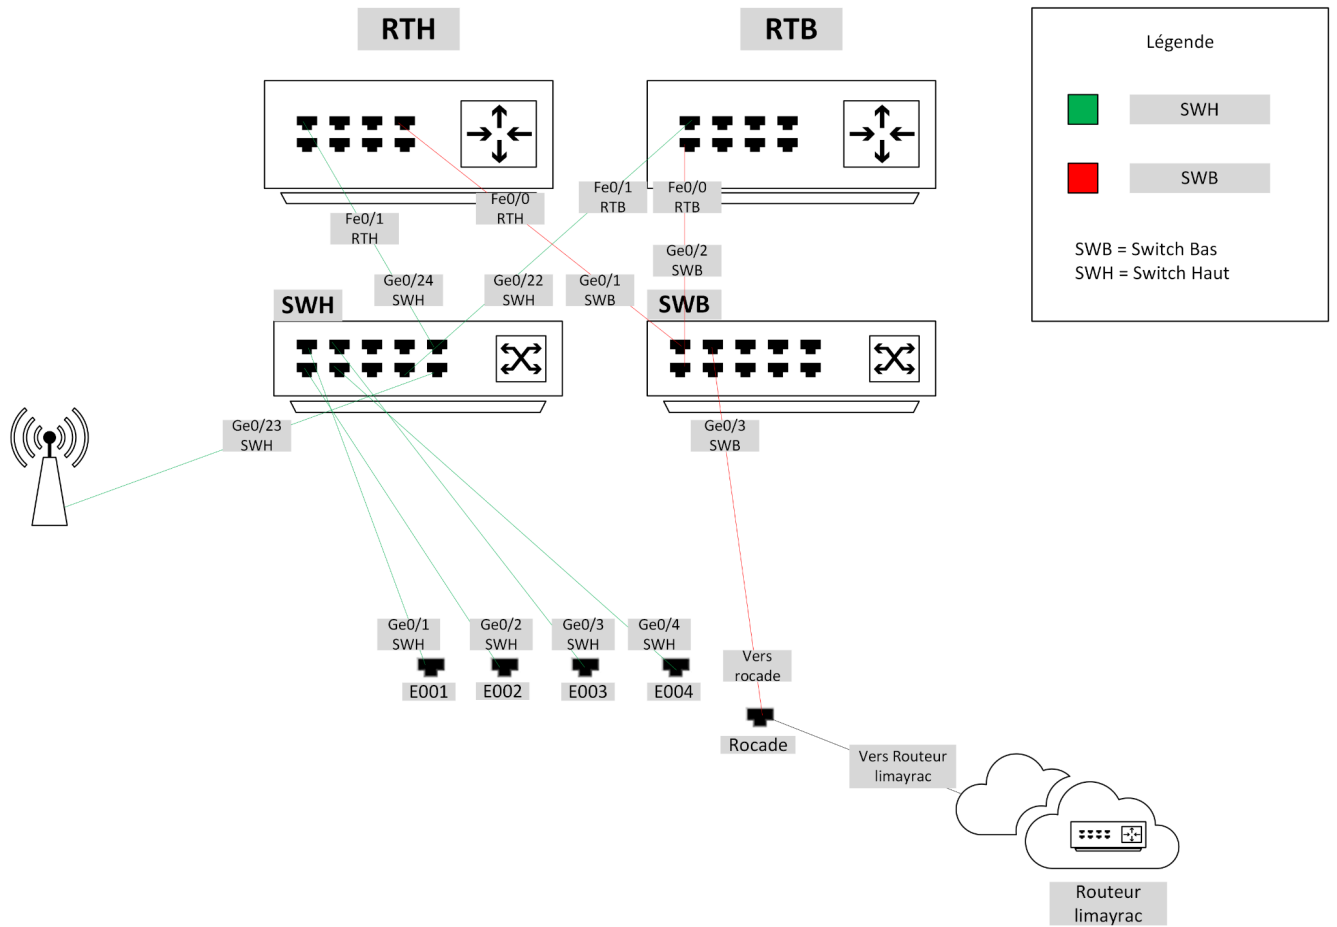 RTH
RTB
Légende
SWH
SWB
SWB = Switch Bas
SWH = Switch Haut
Fe0/1
RTH
Fe0/0
RTH
Fe0/1
RTB
Fe0/0
RTB
Ge0/24
SWH
Ge0/22
SWH
Ge0/1
SWB
Ge0/2
SWB
SWH
SWB
Ge0/23
SWH
Ge0/3
SWB
Ge0/1
SWH
Ge0/2
SWH
Ge0/3
SWH
Ge0/4
SWH
Vers
rocade
E001
E002
E003
E004
Rocade
Vers Routeur
limayrac
Routeur
limayrac